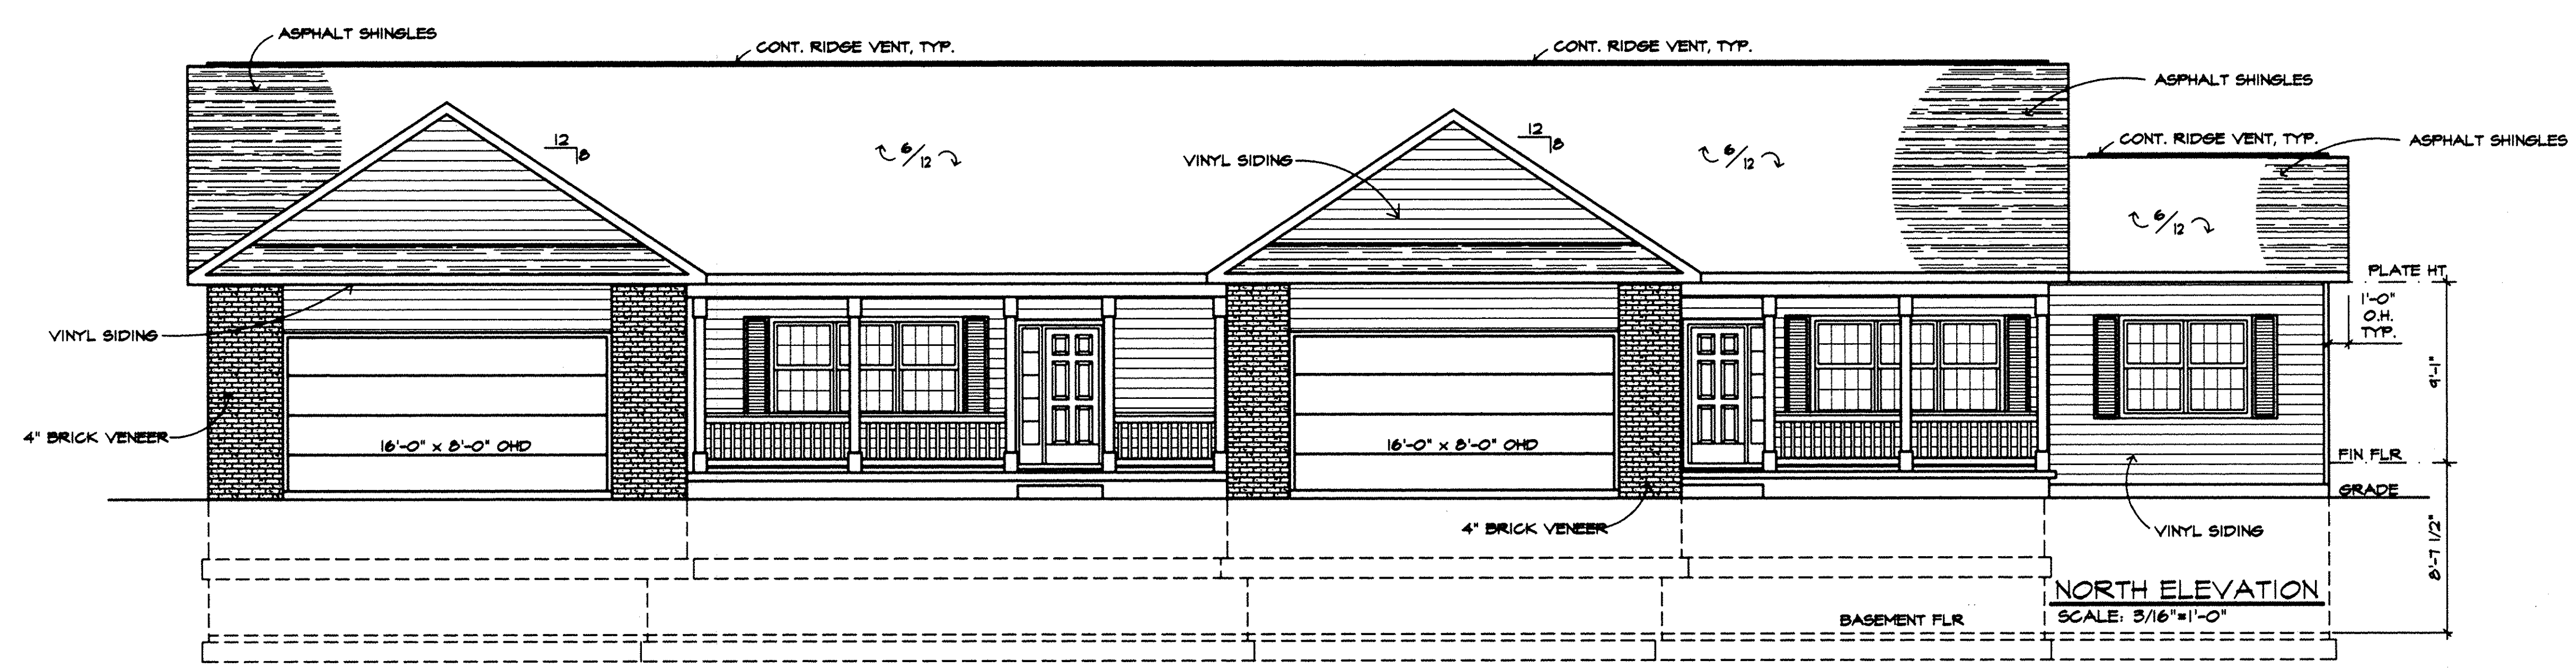 ASPHALT SHINGLES
CONT. RIDGE VENT, TYP.
CONT. RIDGE VENT, TYP.
ASPHALT SHINGLES
CONT. RIDGE VENT, TYP.
ASPHALT SHINGLES
12
8
6/12
VINYL SIDING
12
8
6/12
6/12
PLATE HT.
1'-0"
O.H.
TYP.
VINYL SIDING
9'-1"
4" BRICK VENEER
16'-0" x 8'-0" OHD
16'-0" x 8'-0" OHD
FIN FLR
GRADE
4" BRICK VENEER
VINYL SIDING
8'-7 1/2"
NORTH ELEVATION
SCALE: 3/16"=1'-0"
BASEMENT FLR